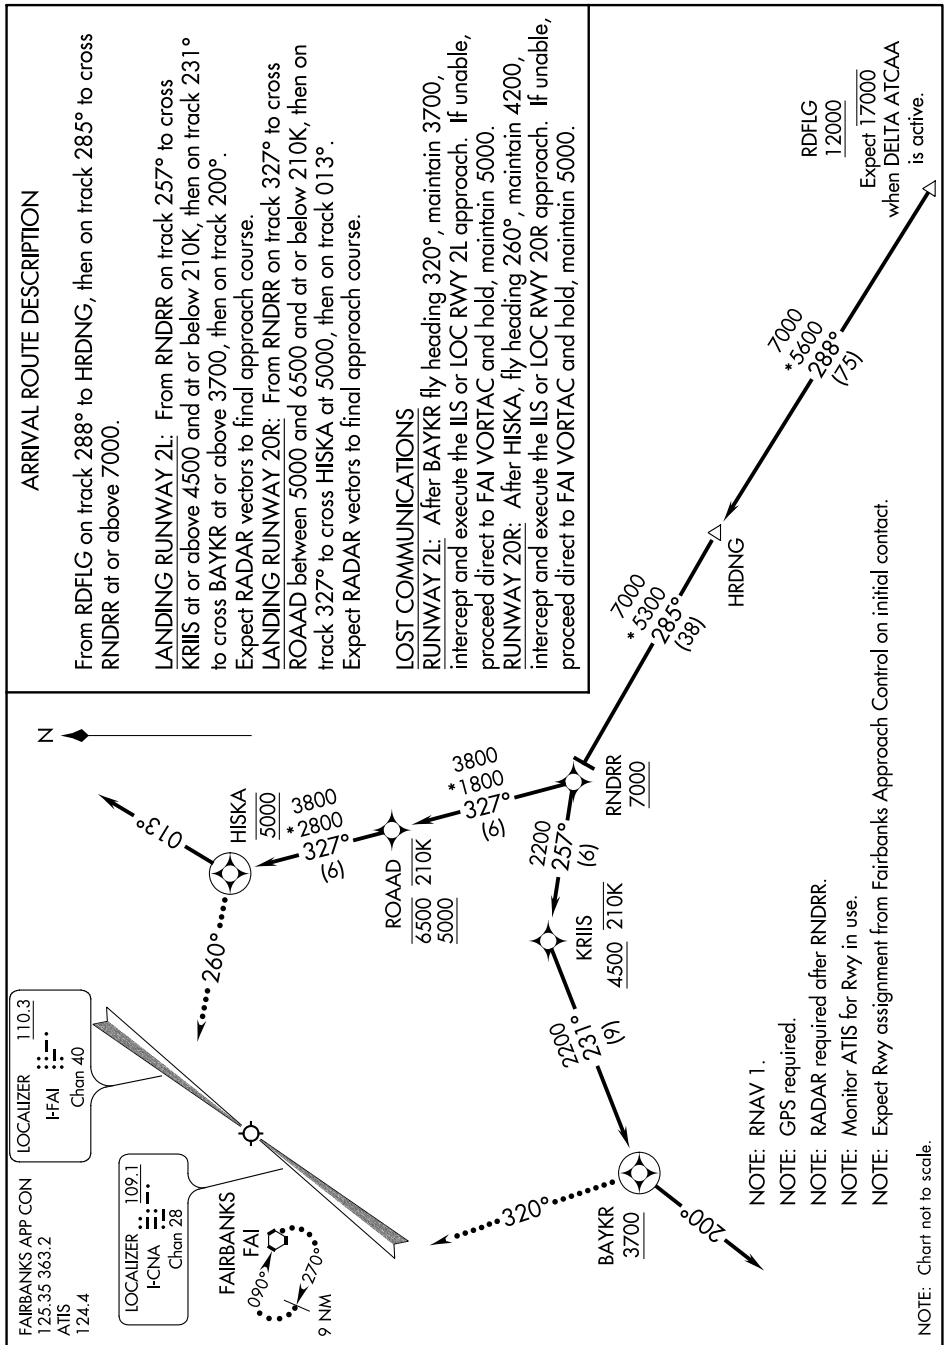 FAIRBANKS APP CON
125.35 363.2
ATIS
124.4
LOCALIZER 110.3
I-FAI
Chan 40
LOCALIZER 109.1
I-CNA
Chan 28
FAIRBANKS
FAI
090°
270°
9 NM
N
013°
HISKA
5000
260°
3800
*2800
327°
(6)
ROAAD
6500 210K
5000
3800
*1800
327°
(6)
RNDRR
7000
2200
257°
(6)
KRIIS
4500 210K
2200
231°
(9)
BAYKR
3700
320°
200°
7000
*5300
285°
(38)
HRDNG
7000
*5600
288°
(75)
RDFLG
12000
Expect 17000
when DELTA ATCAA
is active.
ARRIVAL ROUTE DESCRIPTION
From RDFLG on track 288° to HRDNG, then on track 285° to cross
RNDRR at or above 7000.
LANDING RUNWAY 2L: From RNDRR on track 257° to cross
KRIIS at or above 4500 and at or below 210K, then on track 231°
to cross BAYKR at or above 3700, then on track 200°.
Expect RADAR vectors to final approach course.
LANDING RUNWAY 20R: From RNDRR on track 327° to cross
ROAAD between 5000 and 6500 and at or below 210K, then on
track 327° to cross HISKA at 5000, then on track 013°.
Expect RADAR vectors to final approach course.
LOST COMMUNICATIONS
RUNWAY 2L: After BAYKR fly heading 320°, maintain 3700,
intercept and execute the ILS or LOC RWY 2L approach. If unable,
proceed direct to FAI VORTAC and hold, maintain 5000.
RUNWAY 20R: After HISKA, fly heading 260°, maintain 4200,
intercept and execute the ILS or LOC RWY 20R approach. If unable,
proceed direct to FAI VORTAC and hold, maintain 5000.
NOTE: RNAV 1.
NOTE: GPS required.
NOTE: RADAR required after RNDRR.
NOTE: Monitor ATIS for Rwy in use.
NOTE: Expect Rwy assignment from Fairbanks Approach Control on initial contact.
NOTE: Chart not to scale.